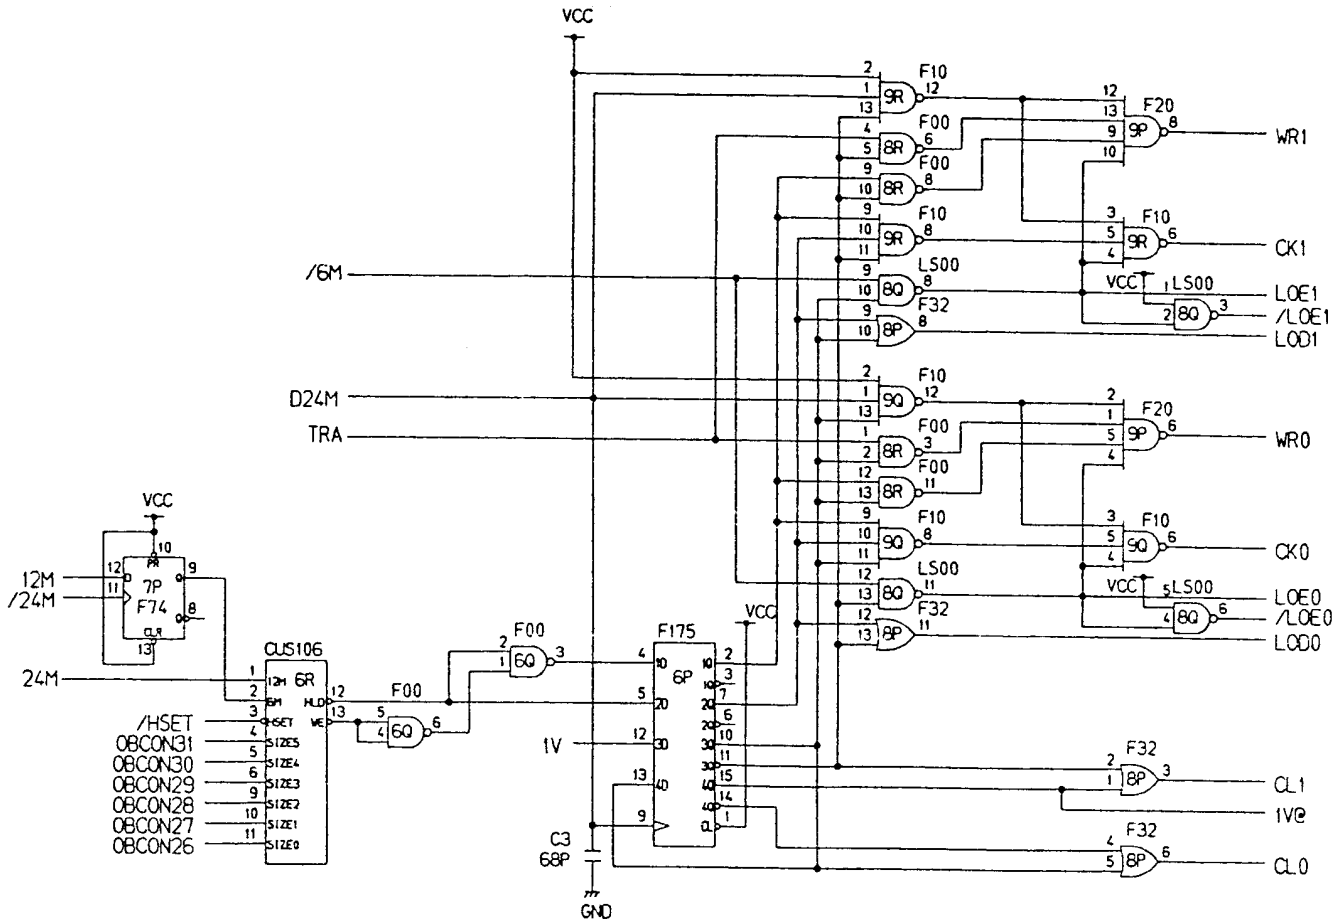 VCC
2 F10
1 9R 12
13
4 F00
5 8R 6
F00
9 8R 8
10
9 F10
10 9R 8
11
LS00
9 8Q 8
10
F32
9 8P 8
10
12 F20
13 9P 8
9
10
WR1
3 F10
5 9R 6
4
CK1
VCC
1 LS00
2 8Q 3
LOE1
/LOE1
LOD1
/6M
D24M
TRA
2 F10
1 9Q 12
13
1 F00
2 8R 3
F00
12 8R 11
13
9 F10
10 9Q 8
11
LS00
12 8Q 11
13
F32
12 8P 11
13
2 F20
1 9P 6
5
4
WR0
3 F10
5 9Q 6
4
CK0
VCC
5 LS00
4 8Q 6
LOE0
/LOE0
LOD0
VCC
10
PR
12M 12 D 7P Q 9
/24M 11 F74 Q 8
CLR
13
CUS106
24M 1 12M 6R
2 6M HLD 12
/HSET 3 HSET WE 13
OBCON31 4 SIZE5
OBCON30 5 SIZE4
OBCON29 6 SIZE3
OBCON28 9 SIZE2
OBCON27 10 SIZE1
OBCON26 11 SIZE0
F00
5 6Q 6
4
F00
2 6Q 3
1
VCC
F175
6P
4 1D 1Q 2
1Q 3
5 2D 2Q 7
2Q 6
1V 12 3D 3Q 10
3Q 11
13 4D 4Q 15
4Q 14
9 CL 1
C3
68P
GND
F32
2 8P 3
1
CL1
1V@
F32
4 8P 6
5
CL0